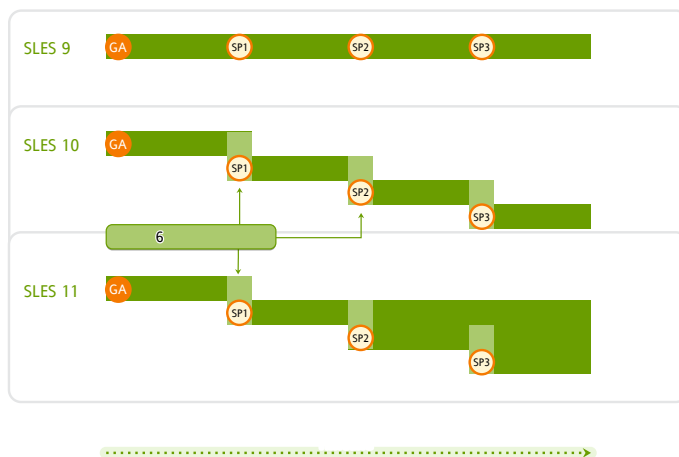 SLES 9 GA SP1 SP2 SP3
SLES 10 GA
SP1
SP2
SP3
6
SLES 11 GA
SP1
SP2
SP3